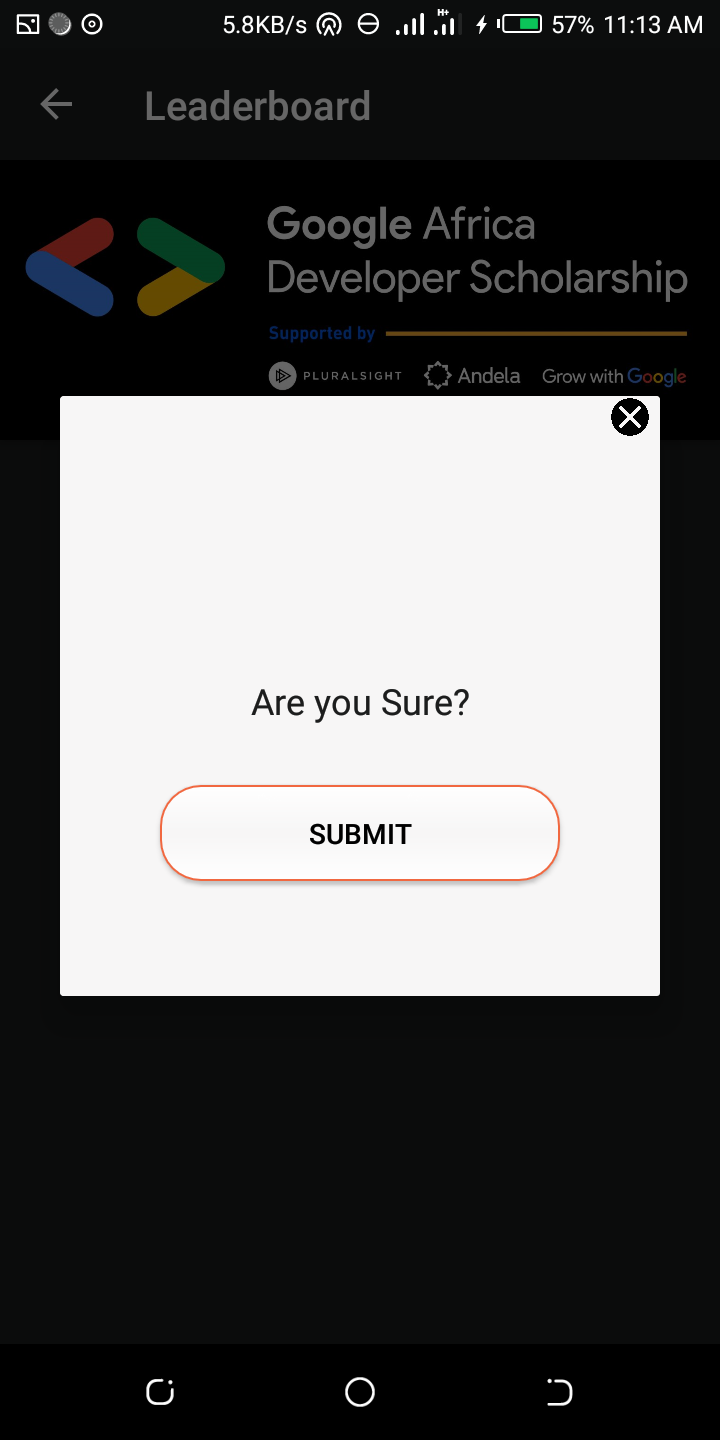 5.8KB/s H+ 57% 11:13 AM
Leaderboard
Google Africa
Developer Scholarship
Supported by
PLURALSIGHT Andela Grow with Google
Are you Sure?
SUBMIT